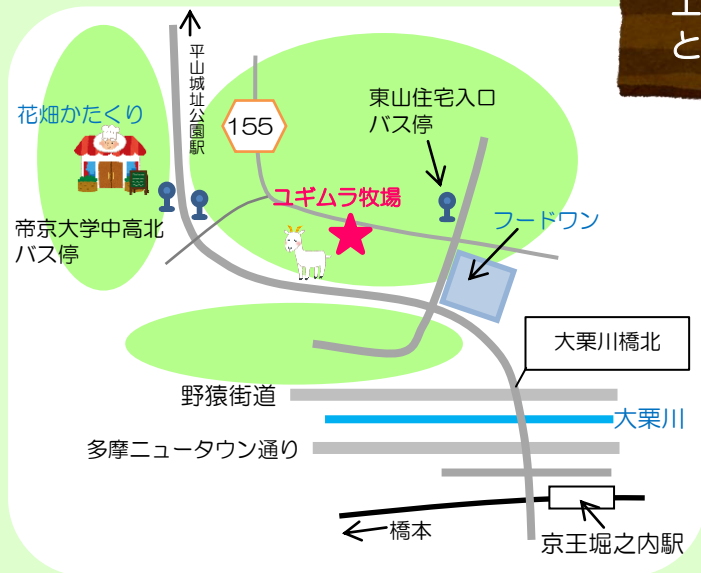 平山城址公園駅
花畑かたくり
155
東山住宅入口
バス停
ユギムラ牧場
フードワン
帝京大学中高北
バス停
大栗川橋北
野猿街道
大栗川
多摩ニュータウン通り
橋本
京王堀之内駅
と